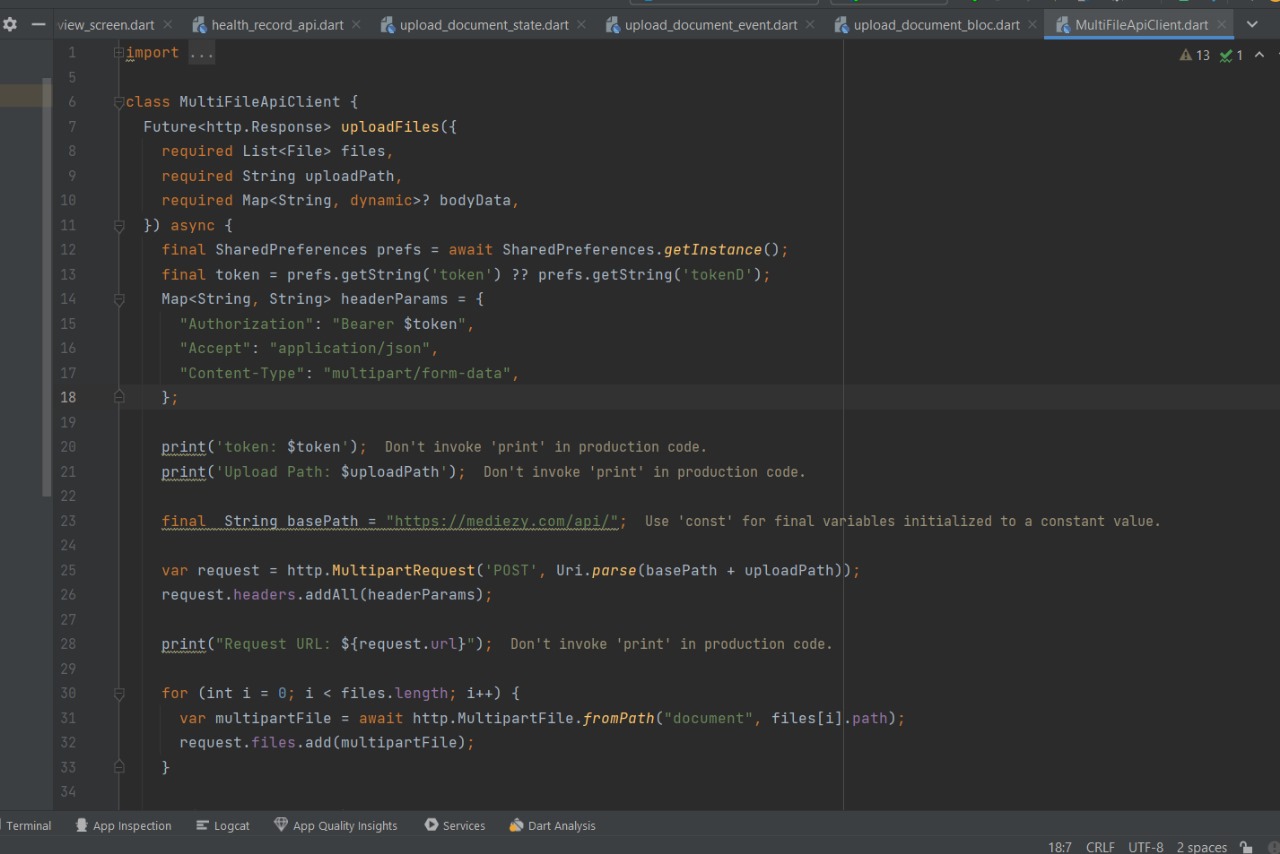 view_screen.dart health_record_api.dart upload_document_state.dart upload_document_event.dart upload_document_bloc.dart MultiFileApiClient.dart
1 import ...
13 1
5
6 class MultiFileApiClient {
7 Future<http.Response> uploadFiles({
8 required List<File> files,
9 required String uploadPath,
10 required Map<String, dynamic>? bodyData,
11 }) async {
12 final SharedPreferences prefs = await SharedPreferences.getInstance();
13 final token = prefs.getString('token') ?? prefs.getString('tokenD');
14 Map<String, String> headerParams = {
15 "Authorization": "Bearer $token",
16 "Accept": "application/json",
17 "Content-Type": "multipart/form-data",
18 };
19
20 print('token: $token'); Don't invoke 'print' in production code.
21 print('Upload Path: $uploadPath'); Don't invoke 'print' in production code.
22
23 final String basePath = "https://mediezy.com/api/"; Use 'const' for final variables initialized to a constant value.
24
25 var request = http.MultipartRequest('POST', Uri.parse(basePath + uploadPath));
26 request.headers.addAll(headerParams);
27
28 print("Request URL: ${request.url}"); Don't invoke 'print' in production code.
29
30 for (int i = 0; i < files.length; i++) {
31 var multipartFile = await http.MultipartFile.fromPath("document", files[i].path);
32 request.files.add(multipartFile);
33 }
34
Terminal App Inspection Logcat App Quality Insights Services Dart Analysis
18:7 CRLF UTF-8 2 spaces